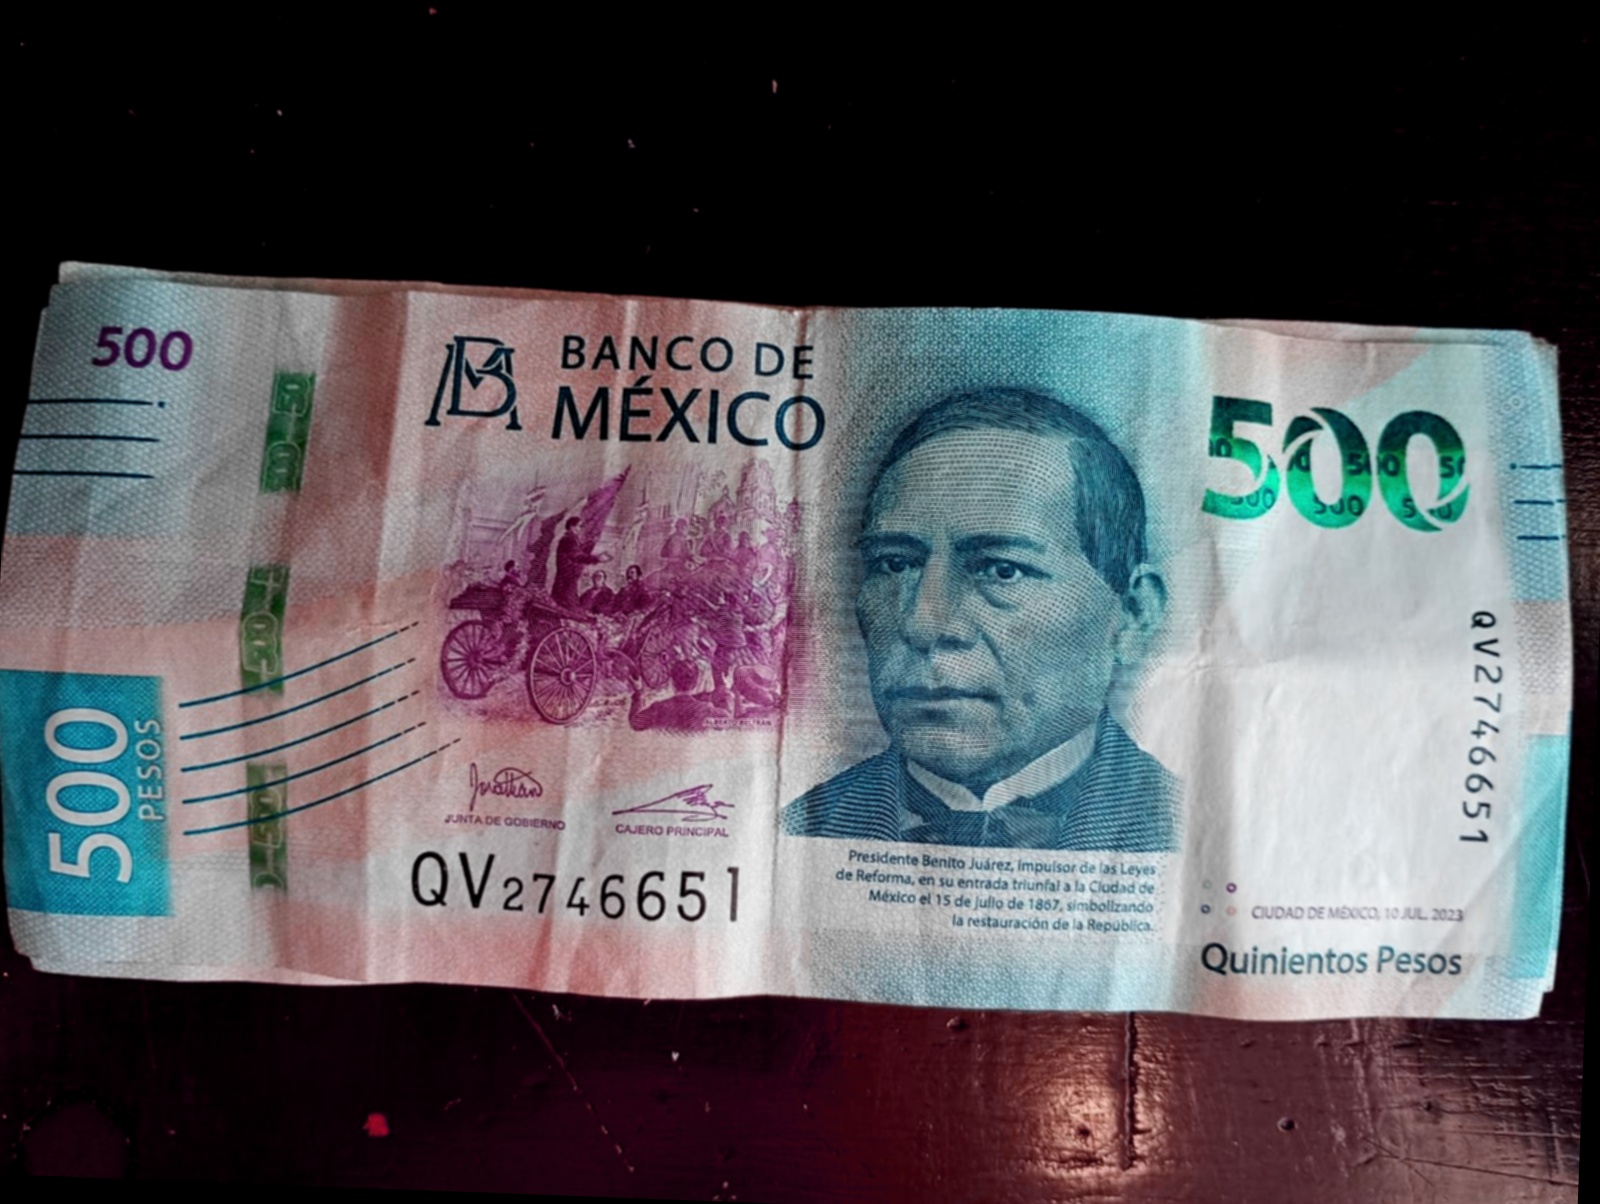 500
BANCO DE
MÉXICO
500
500
PESOS
ALBERTO BELTRÁN
JUNTA DE GOBIERNO
CAJERO PRINCIPAL
QV2746651
Presidente Benito Juárez, impulsor de las Leyes
de Reforma, en su entrada triunfal a la Ciudad de
México el 15 de julio de 1867, simbolizando
la restauración de la República.
QV2746651
CIUDAD DE MÉXICO, 10 JUL. 2023
Quinientos Pesos